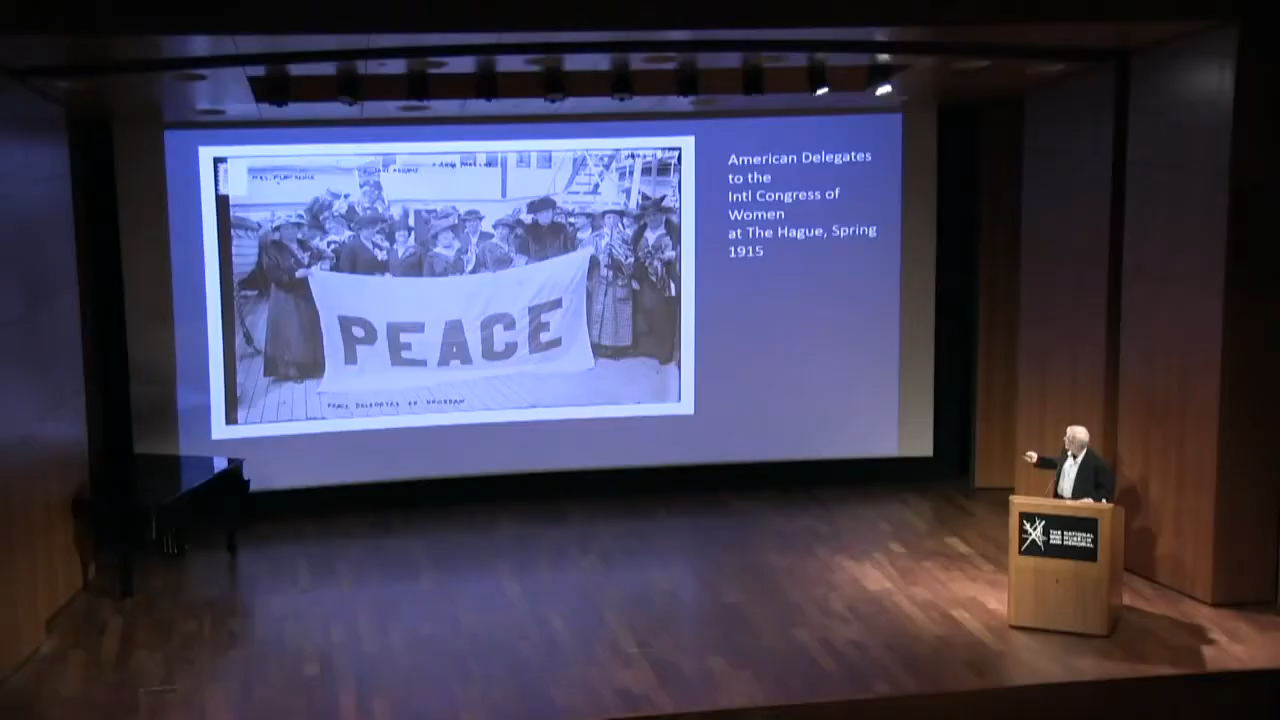 American Delegates
to the
Intl Congress of
Women
at The Hague, Spring
1915
PEACE
PEACE DELEGATES ON NOORDAM
THE NATIONAL
WWI MUSEUM
AND MEMORIAL